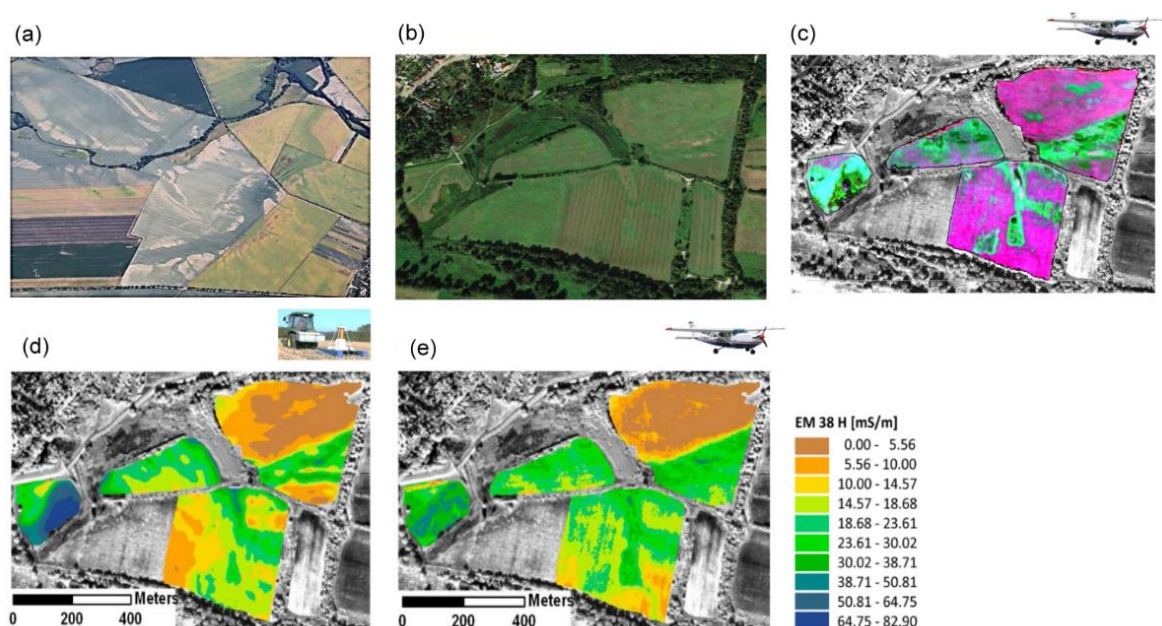 (a)
(b)
(c)
(d)
(e)
Meters
0 200 400
Meters
0 200 400
EM 38 H [mS/m]
0.00 - 5.56
5.56 - 10.00
10.00 - 14.57
14.57 - 18.68
18.68 - 23.61
23.61 - 30.02
30.02 - 38.71
38.71 - 50.81
50.81 - 64.75
64.75 - 82.90